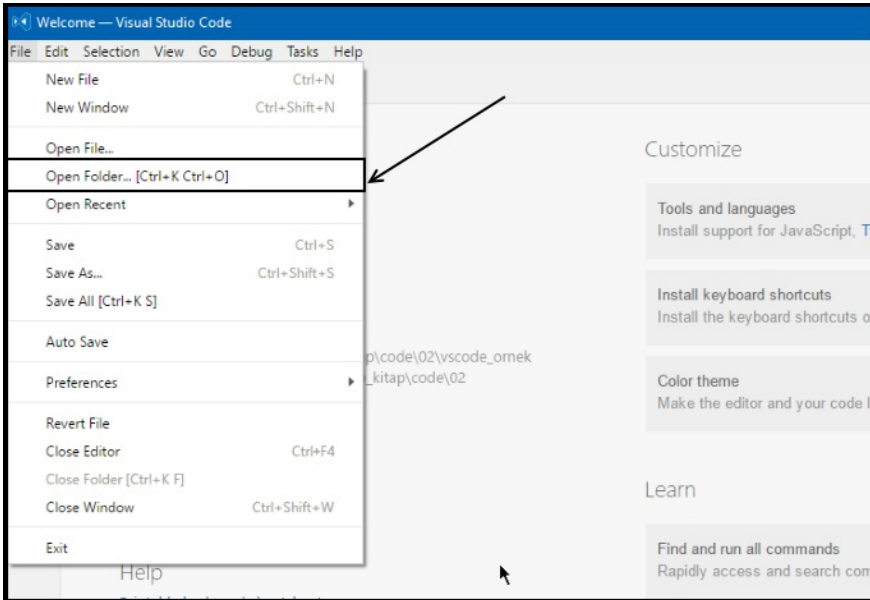 Welcome — Visual Studio Code
File Edit Selection View Go Debug Tasks Help
New File Ctrl+N
New Window Ctrl+Shift+N
Open File...
Open Folder... [Ctrl+K Ctrl+O]
Open Recent
Save Ctrl+S
Save As... Ctrl+Shift+S
Save All [Ctrl+K S]
Auto Save
Preferences
Revert File
Close Editor Ctrl+F4
Close Folder [Ctrl+K F]
Close Window Ctrl+Shift+W
Exit
p\code\02\vscode_ornek
_kitap\code\02
Help
Customize
Tools and languages
Install support for JavaScript, T
Install keyboard shortcuts
Install the keyboard shortcuts o
Color theme
Make the editor and your code l
Learn
Find and run all commands
Rapidly access and search com